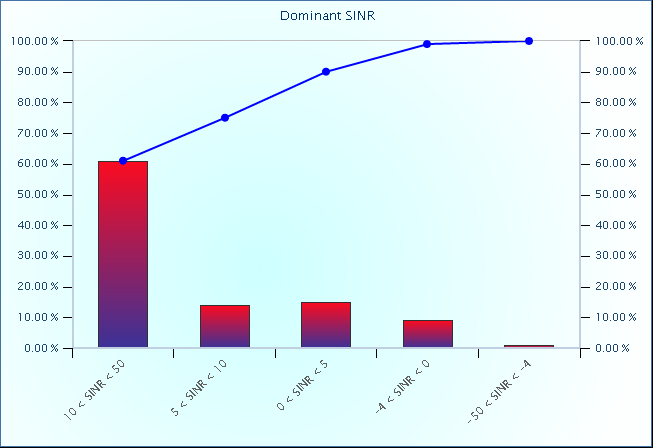 Dominant SINR
100.00 % 100.00 %
90.00 % 90.00 %
80.00 % 80.00 %
70.00 % 70.00 %
60.00 % 60.00 %
50.00 % 50.00 %
40.00 % 40.00 %
30.00 % 30.00 %
20.00 % 20.00 %
10.00 % 10.00 %
0.00 % 0.00 %
10 < SINR < 50
5 < SINR < 10
0 < SINR < 5
-4 < SINR < 0
-50 < SINR < -4